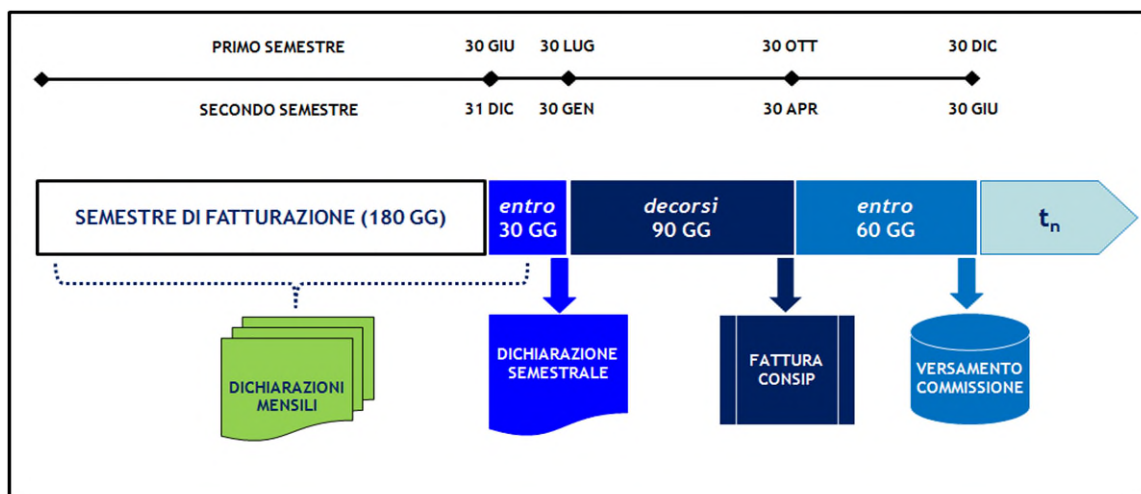 PRIMO SEMESTRE 30 GIU 30 LUG 30 OTT 30 DIC
SECONDO SEMESTRE 31 DIC 30 GEN 30 APR 30 GIU
SEMESTRE DI FATTURAZIONE (180 GG)
entro
30 GG
decorsi
90 GG
entro
60 GG
tn
DICHIARAZIONI
MENSILI
DICHIARAZIONE
SEMESTRALE
FATTURA
CONSIP
VERSAMENTO
COMMISSIONE